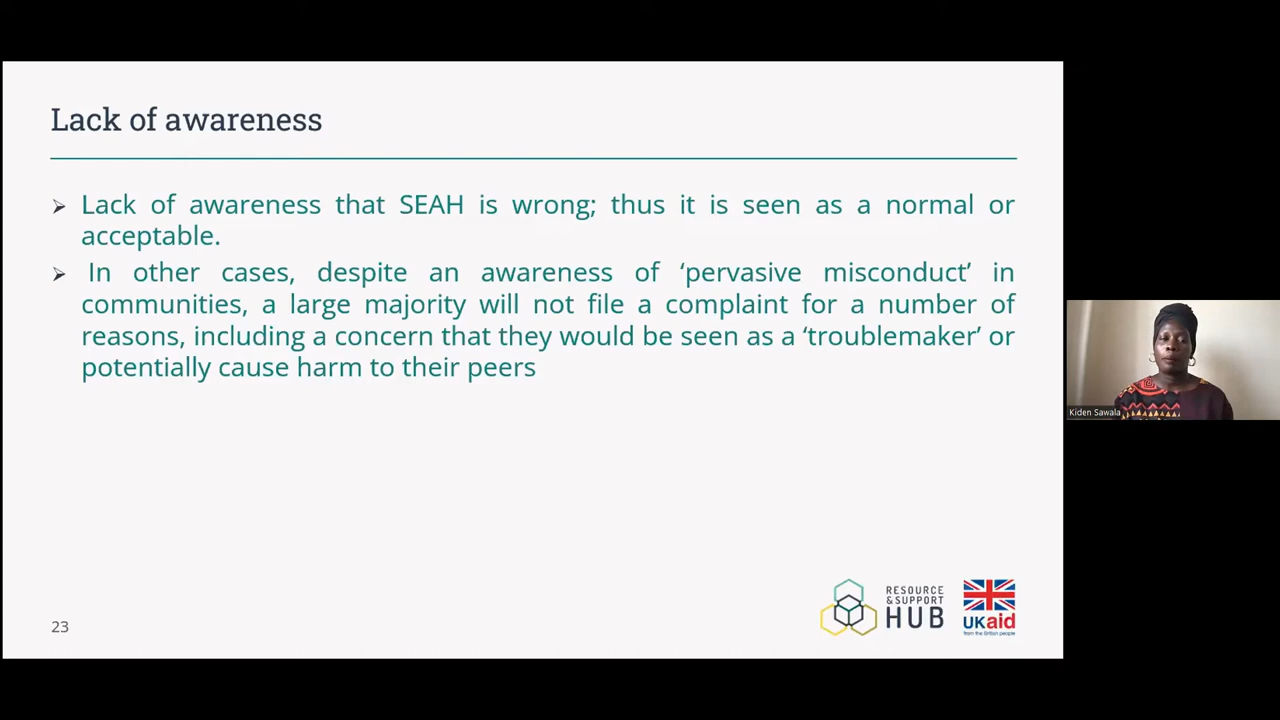 Lack of awareness
➢ Lack of awareness that SEAH is wrong; thus it is seen as a normal or
acceptable.
➢ In other cases, despite an awareness of ‘pervasive misconduct’ in
communities, a large majority will not file a complaint for a number of
reasons, including a concern that they would be seen as a ‘troublemaker’ or
potentially cause harm to their peers
Kiden Sawala
RESOURCE
& SUPPORT
HUB
UKaid
from the British people
23